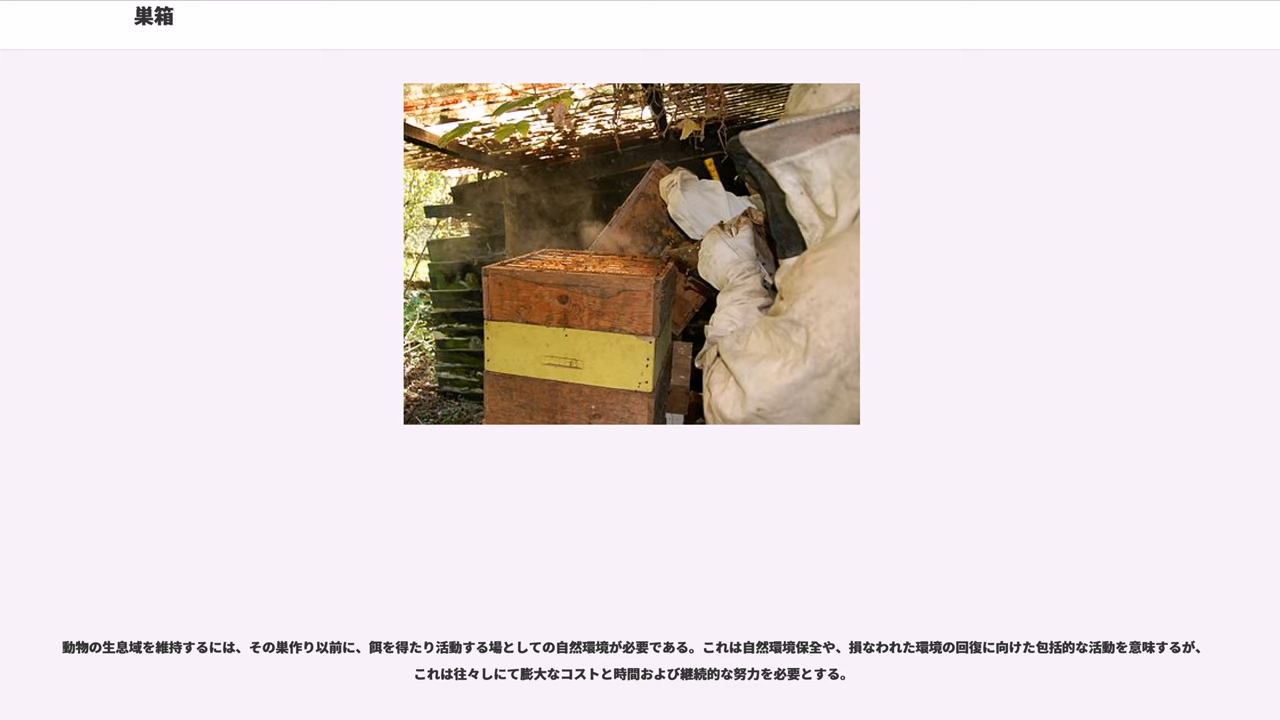 巣箱
動物の生息域を維持するには、その巣作り以前に、餌を得たり活動する場としての自然環境が必要である。これは自然環境保全や、損なわれた環境の回復に向けた包括的な活動を意味するが、
これは往々しにて膨大なコストと時間および継続的な努力を必要とする。